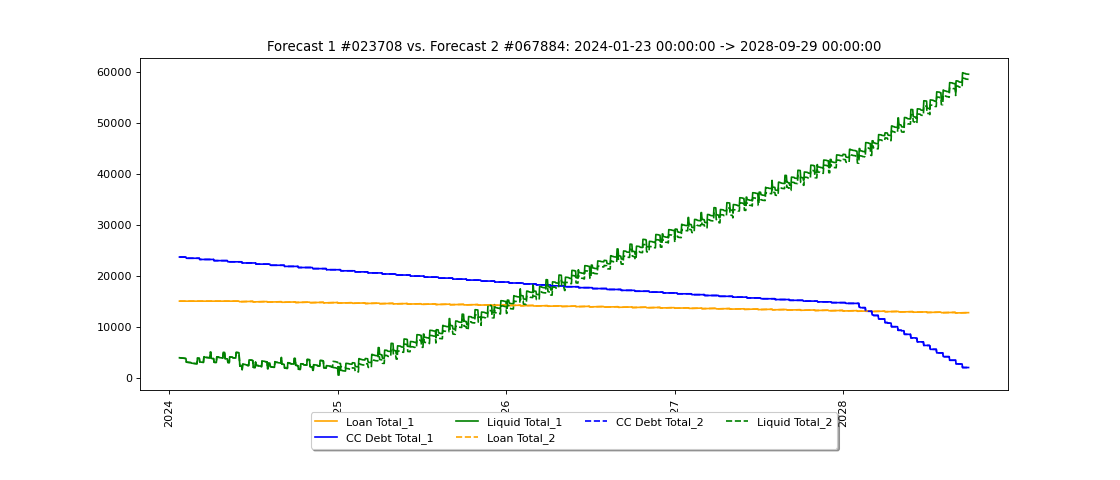 Forecast 1 #023708 vs. Forecast 2 #067884: 2024-01-23 00:00:00 -> 2028-09-29 00:00:00
60000
50000
40000
30000
20000
10000
0
2024
25
26
27
2028
Loan Total_1
CC Debt Total_1
Liquid Total_1
Loan Total_2
CC Debt Total_2
Liquid Total_2